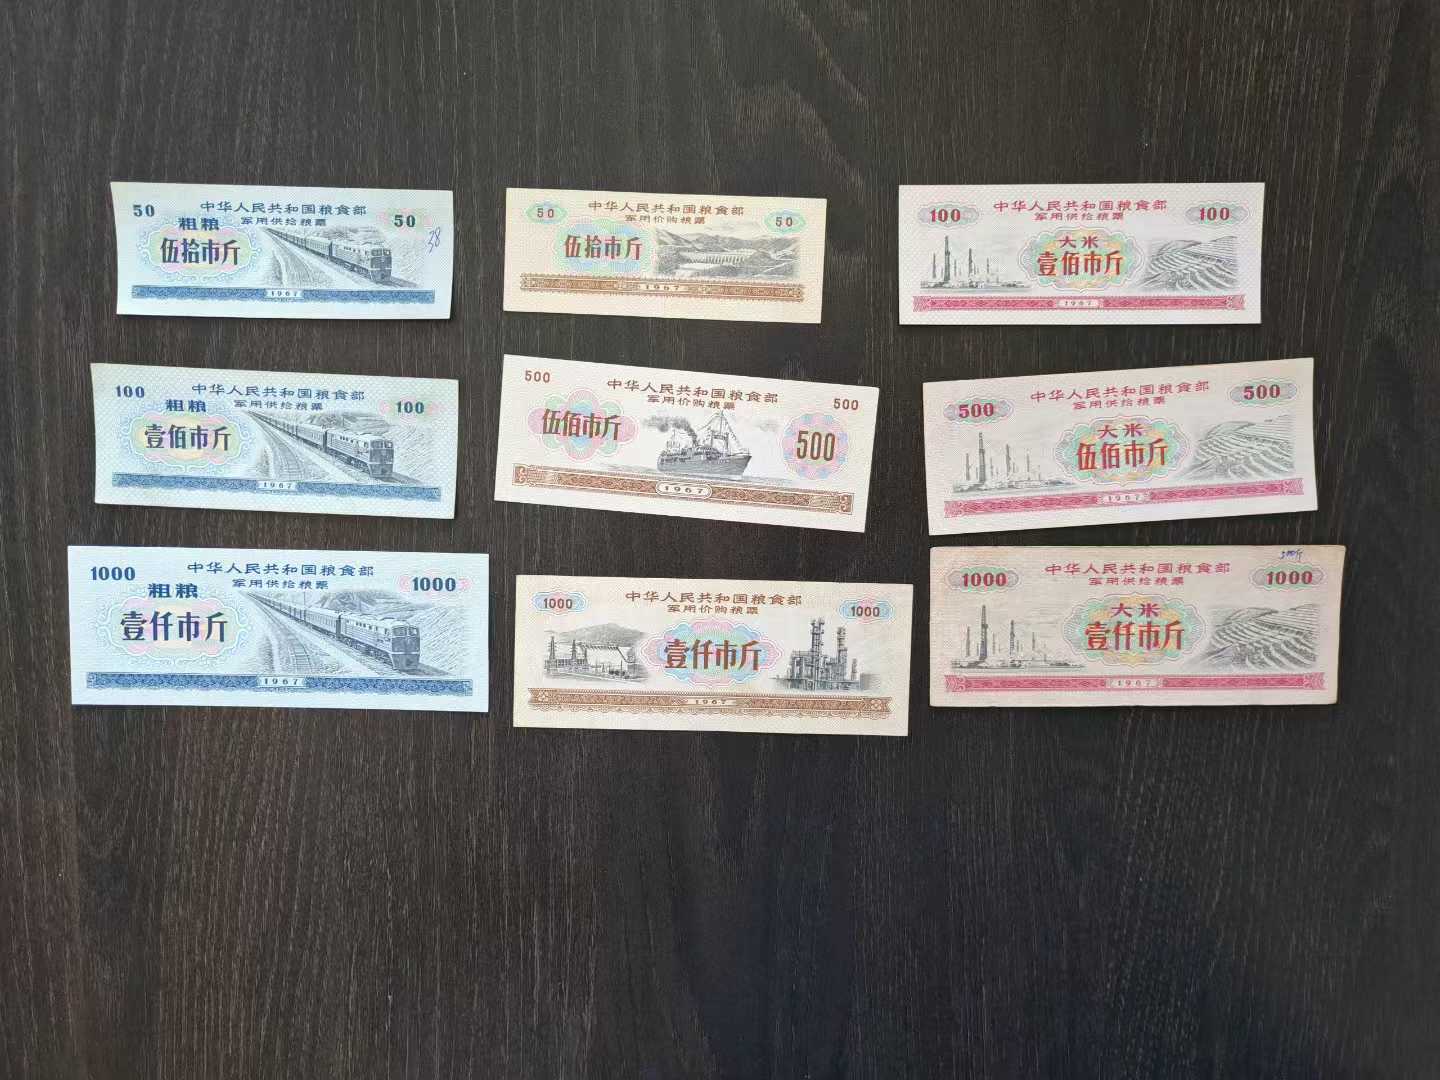 中华人民共和国粮食部
50
50
粗粮
军用供给粮票
伍拾市斤
38
1967
中华人民共和国粮食部
50
50
军用价购粮票
伍拾市斤
1967
中华人民共和国粮食部
100
100
军用供给粮票
大米
壹佰市斤
1967
中华人民共和国粮食部
100
100
粗粮
军用供给粮票
壹佰市斤
1967
500
中华人民共和国粮食部
军用价购粮票
500
伍佰市斤
500
1967
中华人民共和国粮食部
500
500
军用供给粮票
大米
伍佰市斤
1967
中华人民共和国粮食部
1000
1000
粗粮
军用供给粮票
壹仟市斤
1967
中华人民共和国粮食部
1000
1000
军用价购粮票
壹仟市斤
1967
中华人民共和国粮食部
1000
1000
军用供给粮票
大米
壹仟市斤
1967